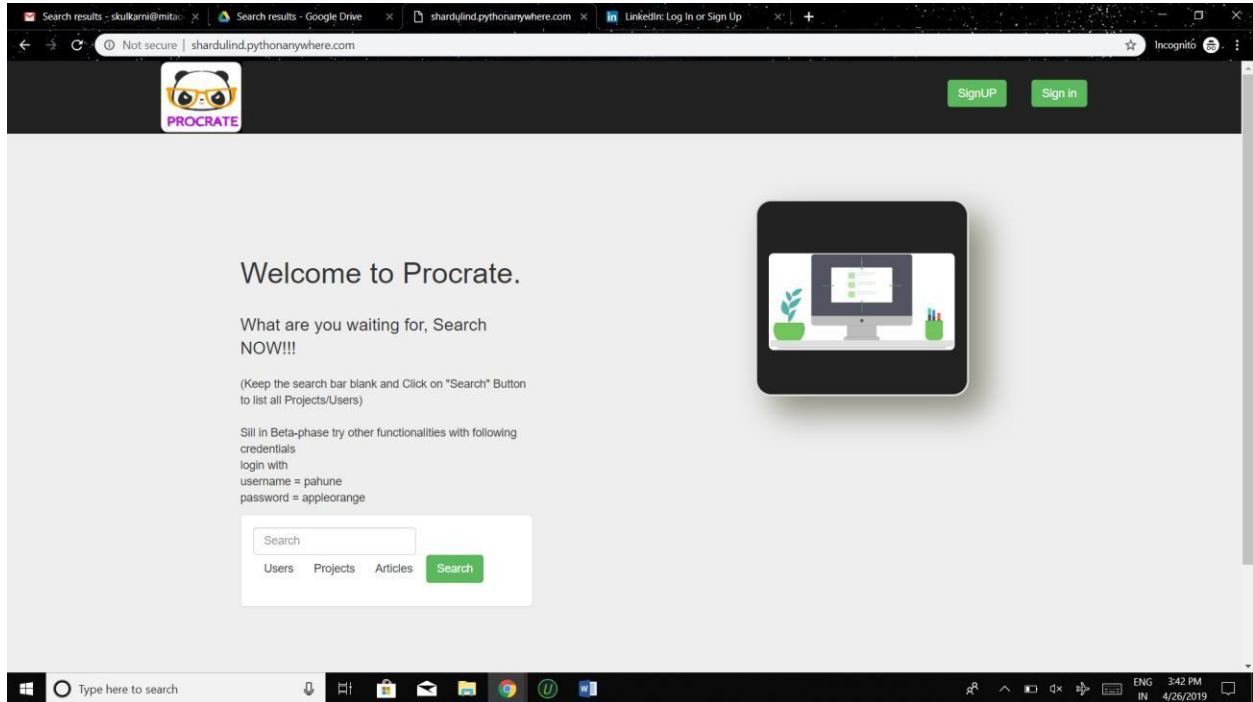 Search results - skulkarni@mitao
Search results - Google Drive
shardulind.pythonanywhere.com
LinkedIn: Log In or Sign Up
Not secure | shardulind.pythonanywhere.com
Incognito
PROCRATE
SignUP
Sign in
Welcome to Procrate.
What are you waiting for, Search
NOW!!!
(Keep the search bar blank and Click on "Search" Button
to list all Projects/Users)
Sill in Beta-phase try other functionalities with following
credentials
login with
username = pahune
password = appleorange
Search
Users Projects Articles Search
Type here to search
ENG 3:42 PM
IN 4/26/2019